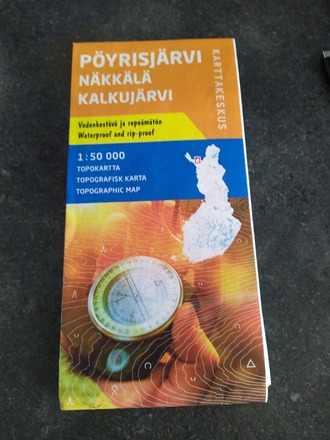 PÖYRISJÄRVI
NÄKKÄLÄ
KALKUJÄRVI
KARTTAKESKUS
Vedenkestävä ja repeämätön
Waterproof and rip-proof
1:50 000
TOPOKARTTA
TOPOGRAFISK KARTA
TOPOGRAPHIC MAP